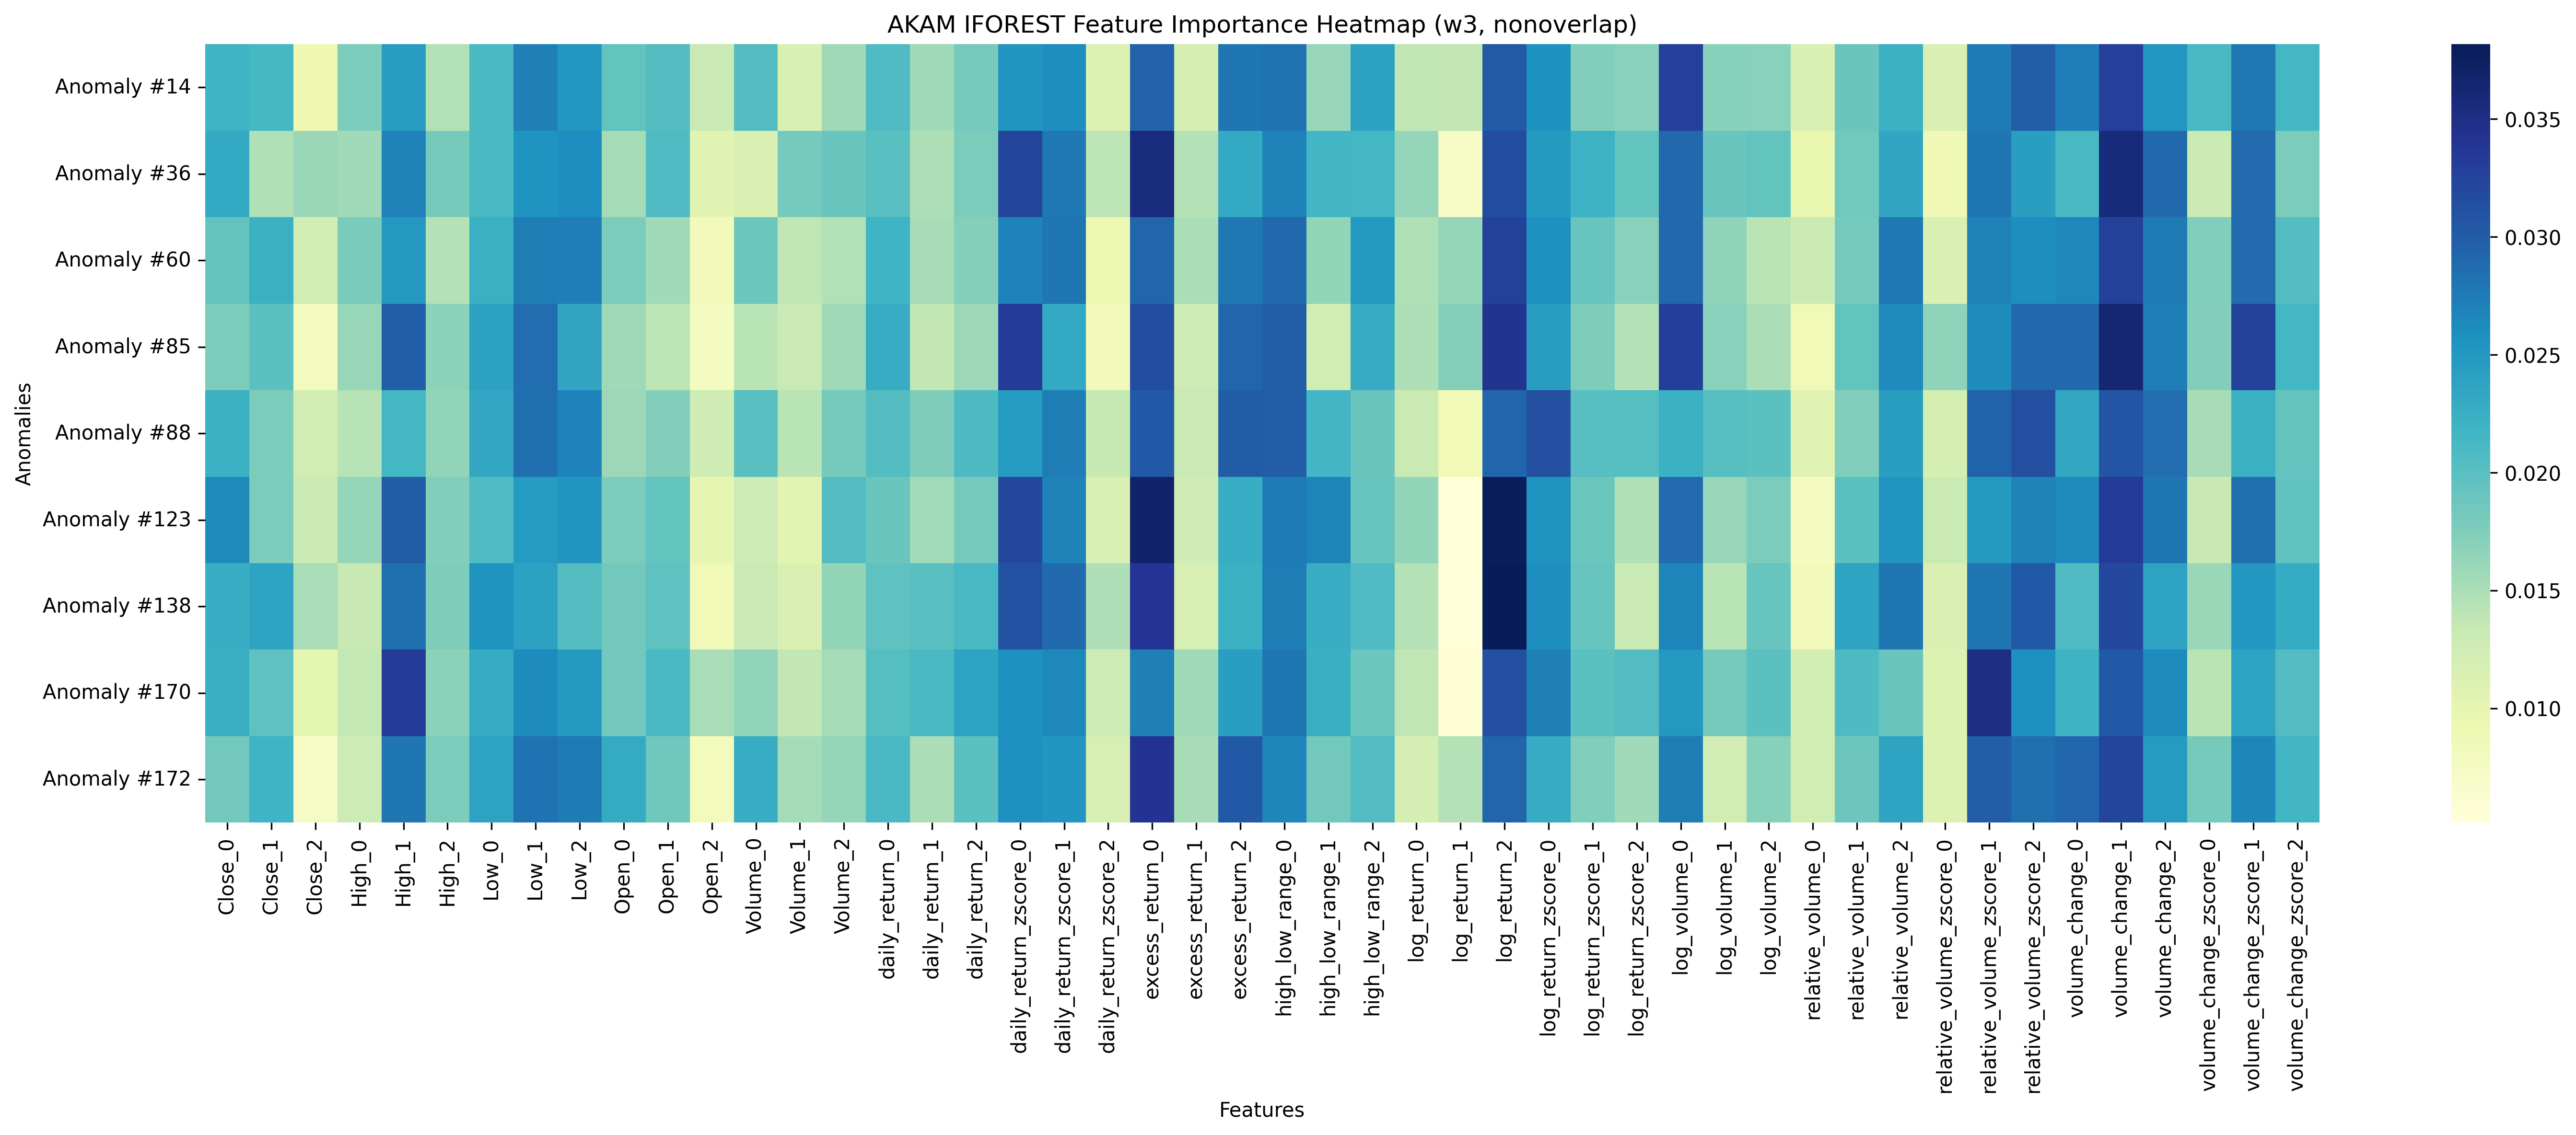 AKAM IFOREST Feature Importance Heatmap (w3, nonoverlap)
Anomalies
Anomaly #14
Anomaly #36
Anomaly #60
Anomaly #85
Anomaly #88
Anomaly #123
Anomaly #138
Anomaly #170
Anomaly #172
Close_0
Close_1
Close_2
High_0
High_1
High_2
Low_0
Low_1
Low_2
Open_0
Open_1
Open_2
Volume_0
Volume_1
Volume_2
daily_return_0
daily_return_1
daily_return_2
daily_return_zscore_0
daily_return_zscore_1
daily_return_zscore_2
excess_return_0
excess_return_1
excess_return_2
high_low_range_0
high_low_range_1
high_low_range_2
log_return_0
log_return_1
log_return_2
log_return_zscore_0
log_return_zscore_1
log_return_zscore_2
log_volume_0
log_volume_1
log_volume_2
relative_volume_0
relative_volume_1
relative_volume_2
relative_volume_zscore_0
relative_volume_zscore_1
relative_volume_zscore_2
volume_change_0
volume_change_1
volume_change_2
volume_change_zscore_0
volume_change_zscore_1
volume_change_zscore_2
Features
0.035
0.030
0.025
0.020
0.015
0.010